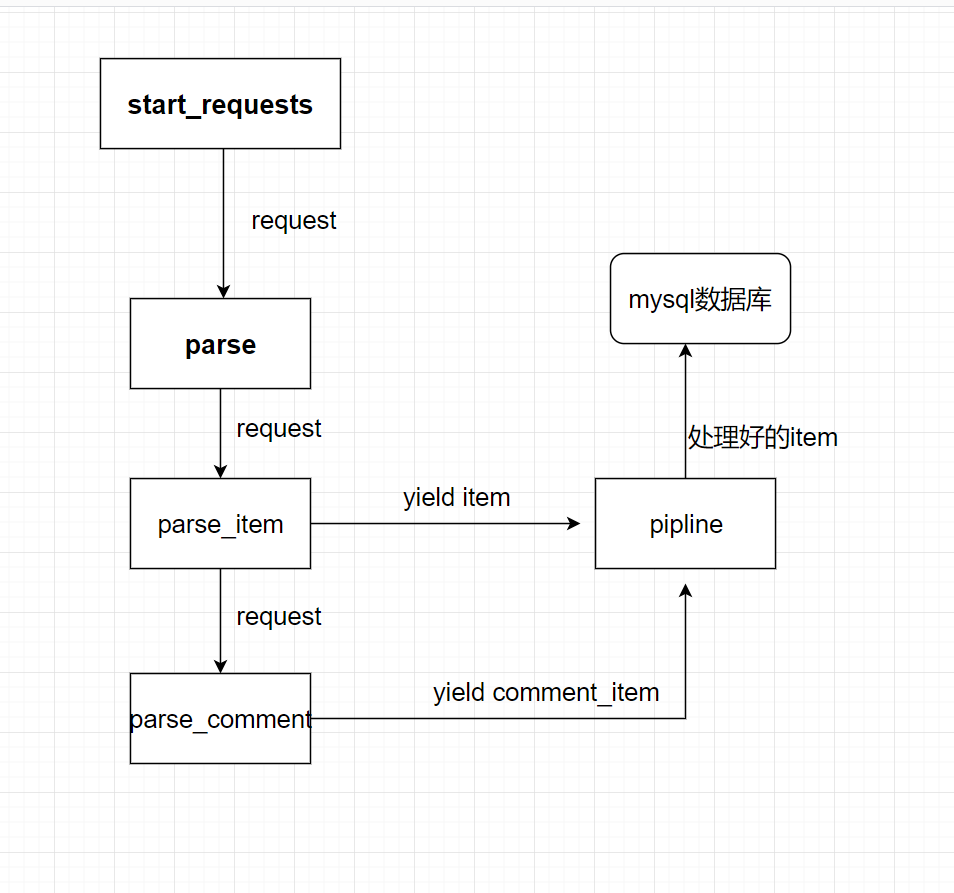 start_requests
request
parse
request
parse_item
request
parse_comment
yield item
yield comment_item
pipline
处理好的item
mysql数据库